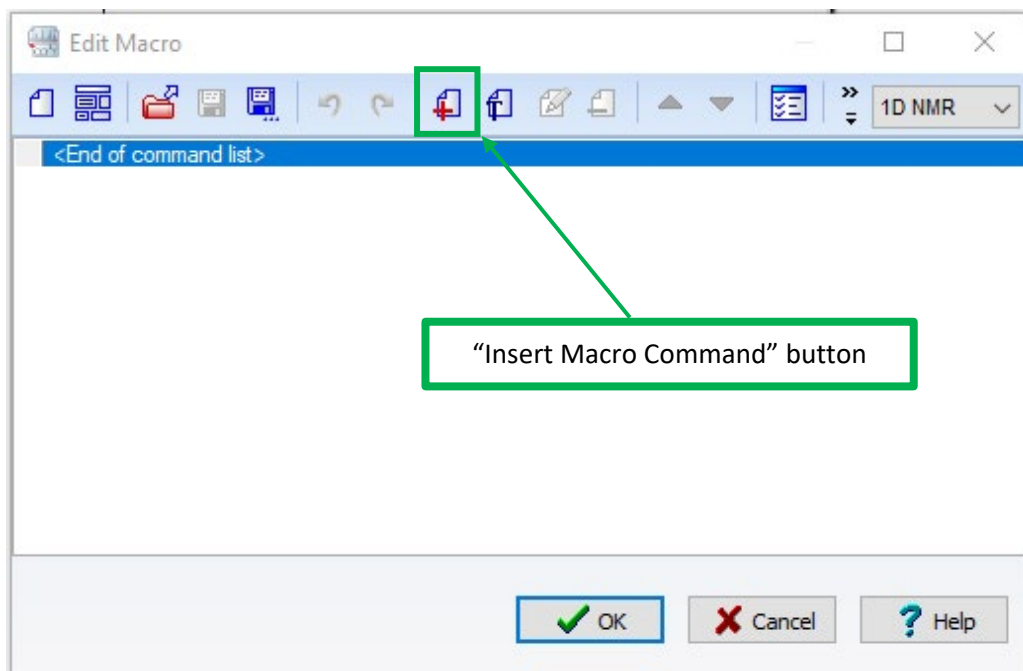 Edit Macro
1D NMR
<End of command list>
“Insert Macro Command” button
OK
Cancel
? Help